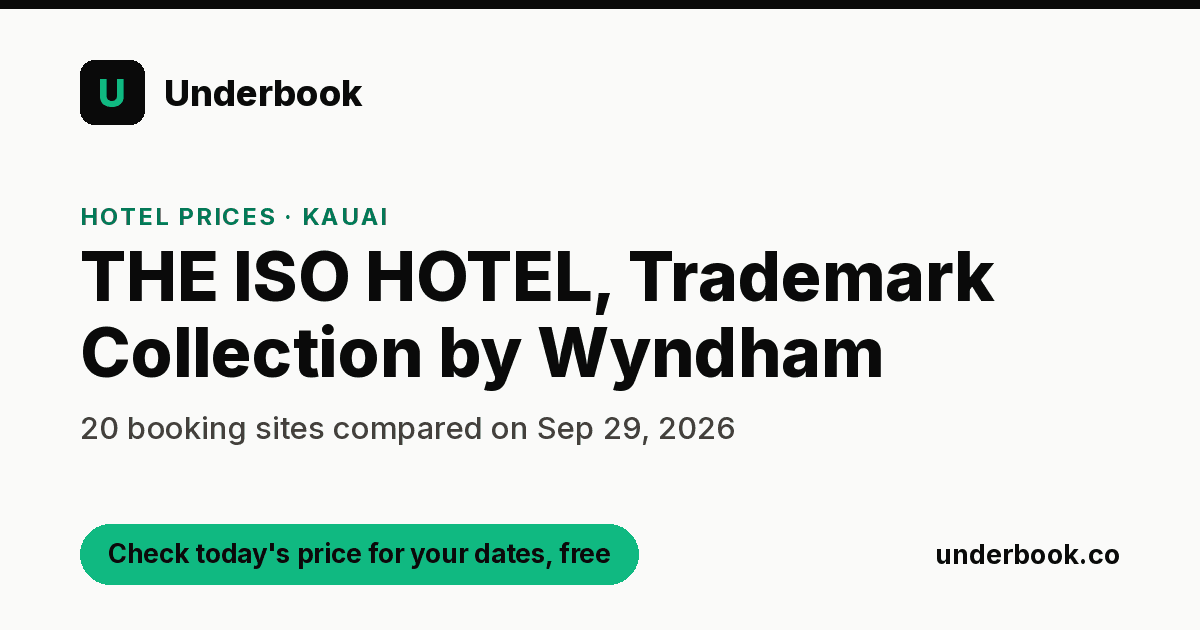 U Underbook
HOTEL PRICES · KAUAI
THE ISO HOTEL, Trademark
Collection by Wyndham
20 booking sites compared on Sep 29, 2026
Check today's price for your dates, free
underbook.co